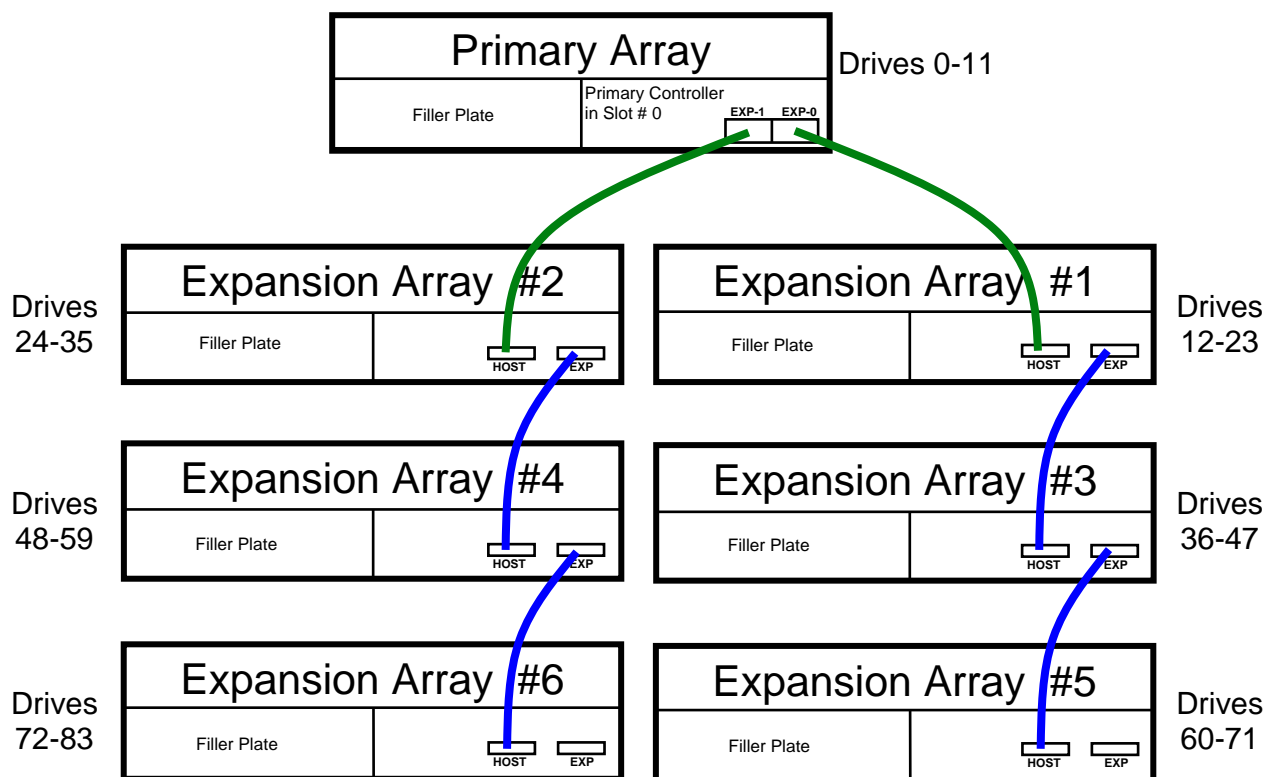 Primary Array
Drives 0-11
Filler Plate
Primary Controller
in Slot # 0
EXP-1 EXP-0
Drives
24-35
Expansion Array #2
Filler Plate
HOST EXP
Expansion Array #1
Filler Plate
HOST EXP
Drives
12-23
Drives
48-59
Expansion Array #4
Filler Plate
HOST EXP
Expansion Array #3
Filler Plate
HOST EXP
Drives
36-47
Drives
72-83
Expansion Array #6
Filler Plate
HOST EXP
Expansion Array #5
Filler Plate
HOST EXP
Drives
60-71